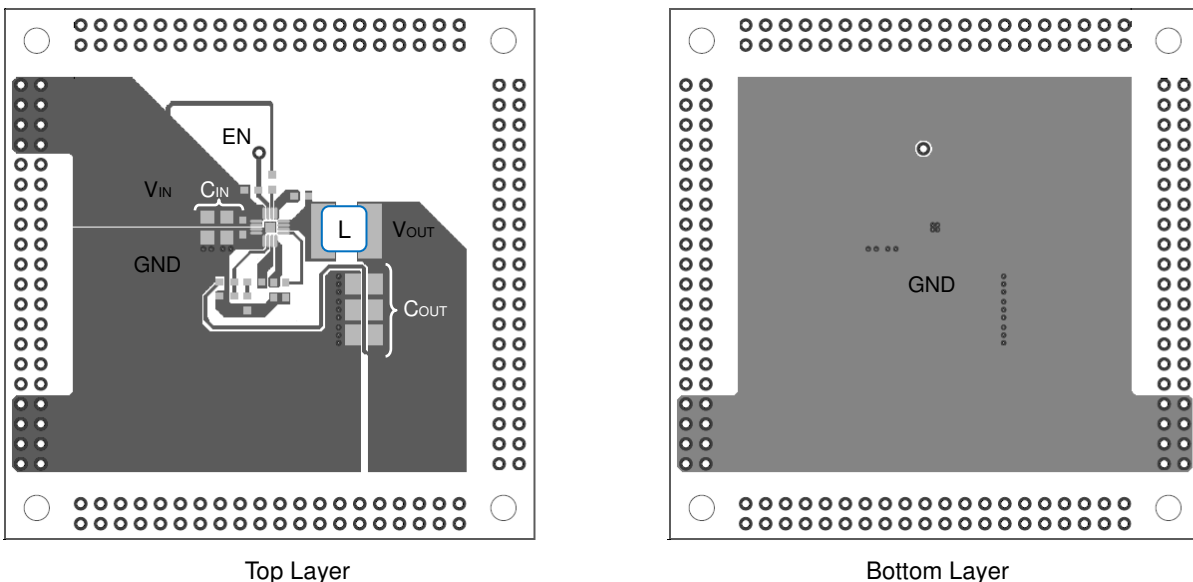 EN
VIN
CIN
L
VOUT
GND
COUT
GND
Top Layer
Bottom Layer